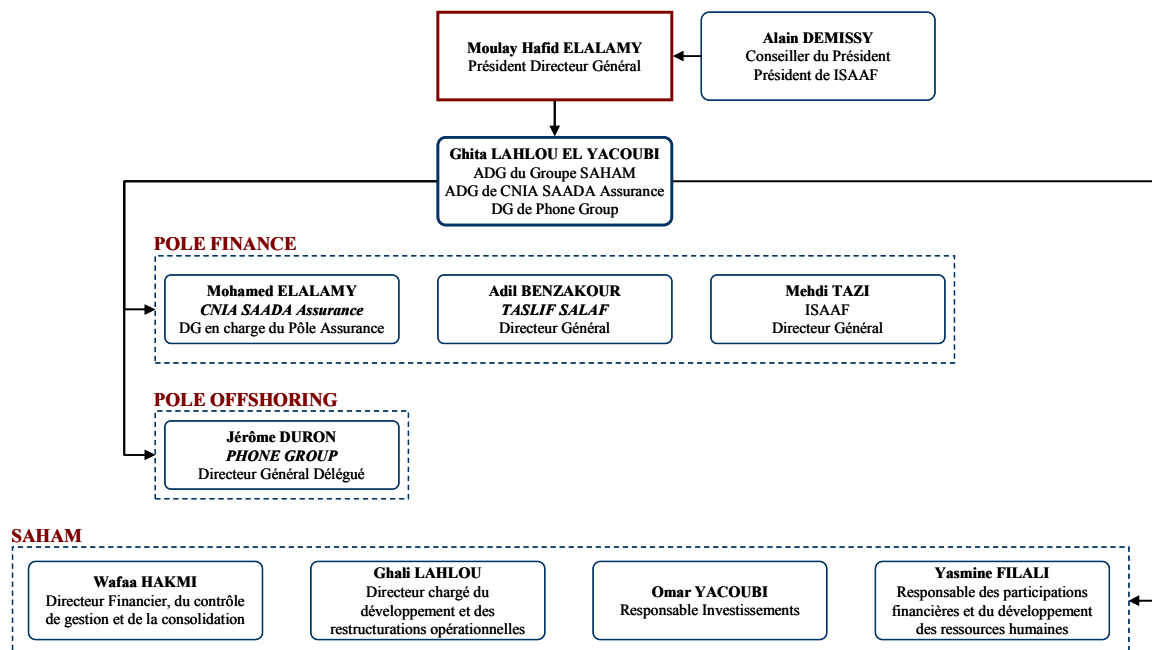 Moulay Hafid ELALAMY
Président Directeur Général
Alain DEMISSY
Conseiller du Président
Président de ISAAF
Ghita LAHLOU EL YACOUBI
ADG du Groupe SAHAM
ADG de CNIA SAADA Assurance
DG de Phone Group
POLE FINANCE
Mohamed ELALAMY
CNIA SAADA Assurance
DG en charge du Pôle Assurance
Adil BENZAKOUR
TASLIF SALAF
Directeur Général
Mehdi TAZI
ISAAF
Directeur Général
POLE OFFSHORING
Jérôme DURON
PHONE GROUP
Directeur Général Délégué
SAHAM
Wafaa HAKMI
Directeur Financier, du contrôle
de gestion et de la consolidation
Ghali LAHLOU
Directeur chargé du
développement et des
restructurations opérationnelles
Omar YACOUBI
Responsable Investissements
Yasmine FILALI
Responsable des participations
financières et du développement
des ressources humaines